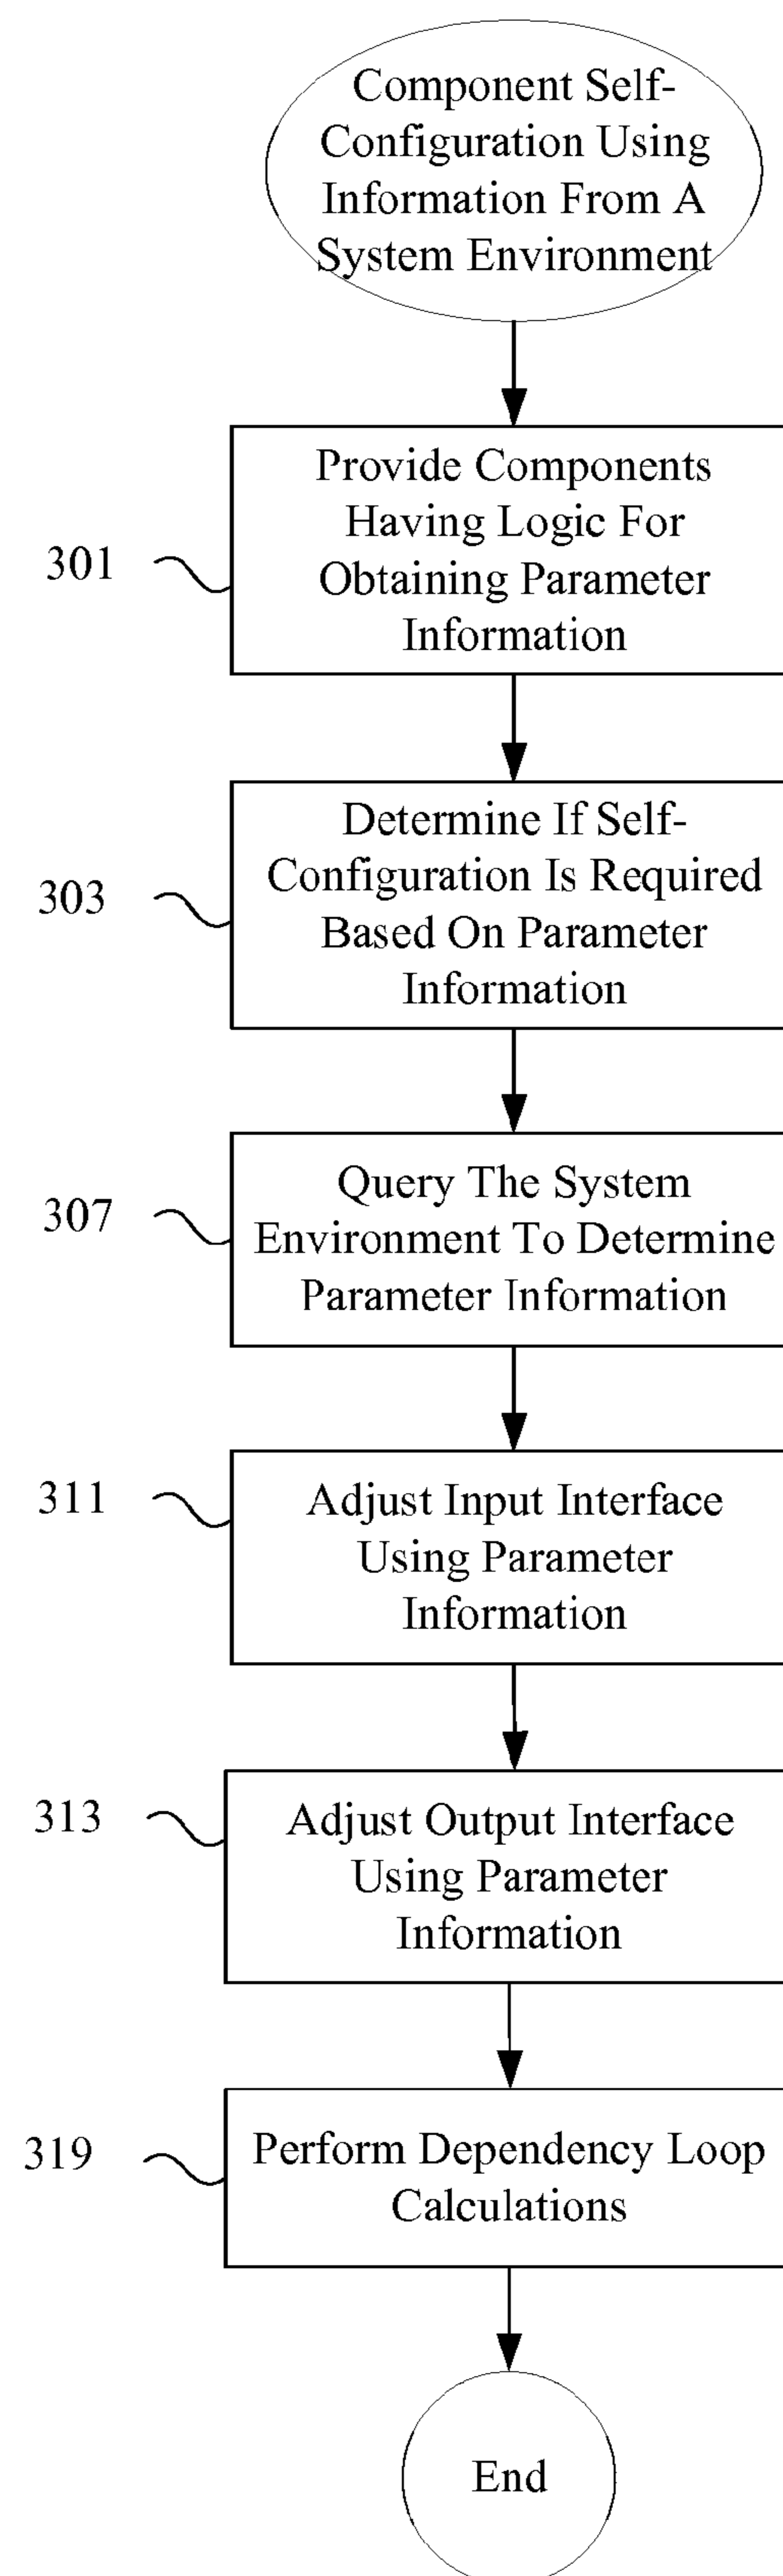 Component Self-
Configuration Using
Information From A
System Environment
Provide Components
Having Logic For
Obtaining Parameter
Information
301
Determine If Self-
Configuration Is Required
Based On Parameter
Information
303
Query The System
Environment To Determine
Parameter Information
307
Adjust Input Interface
Using Parameter
Information
311
Adjust Output Interface
Using Parameter
Information
313
Perform Dependency Loop
Calculations
319
End